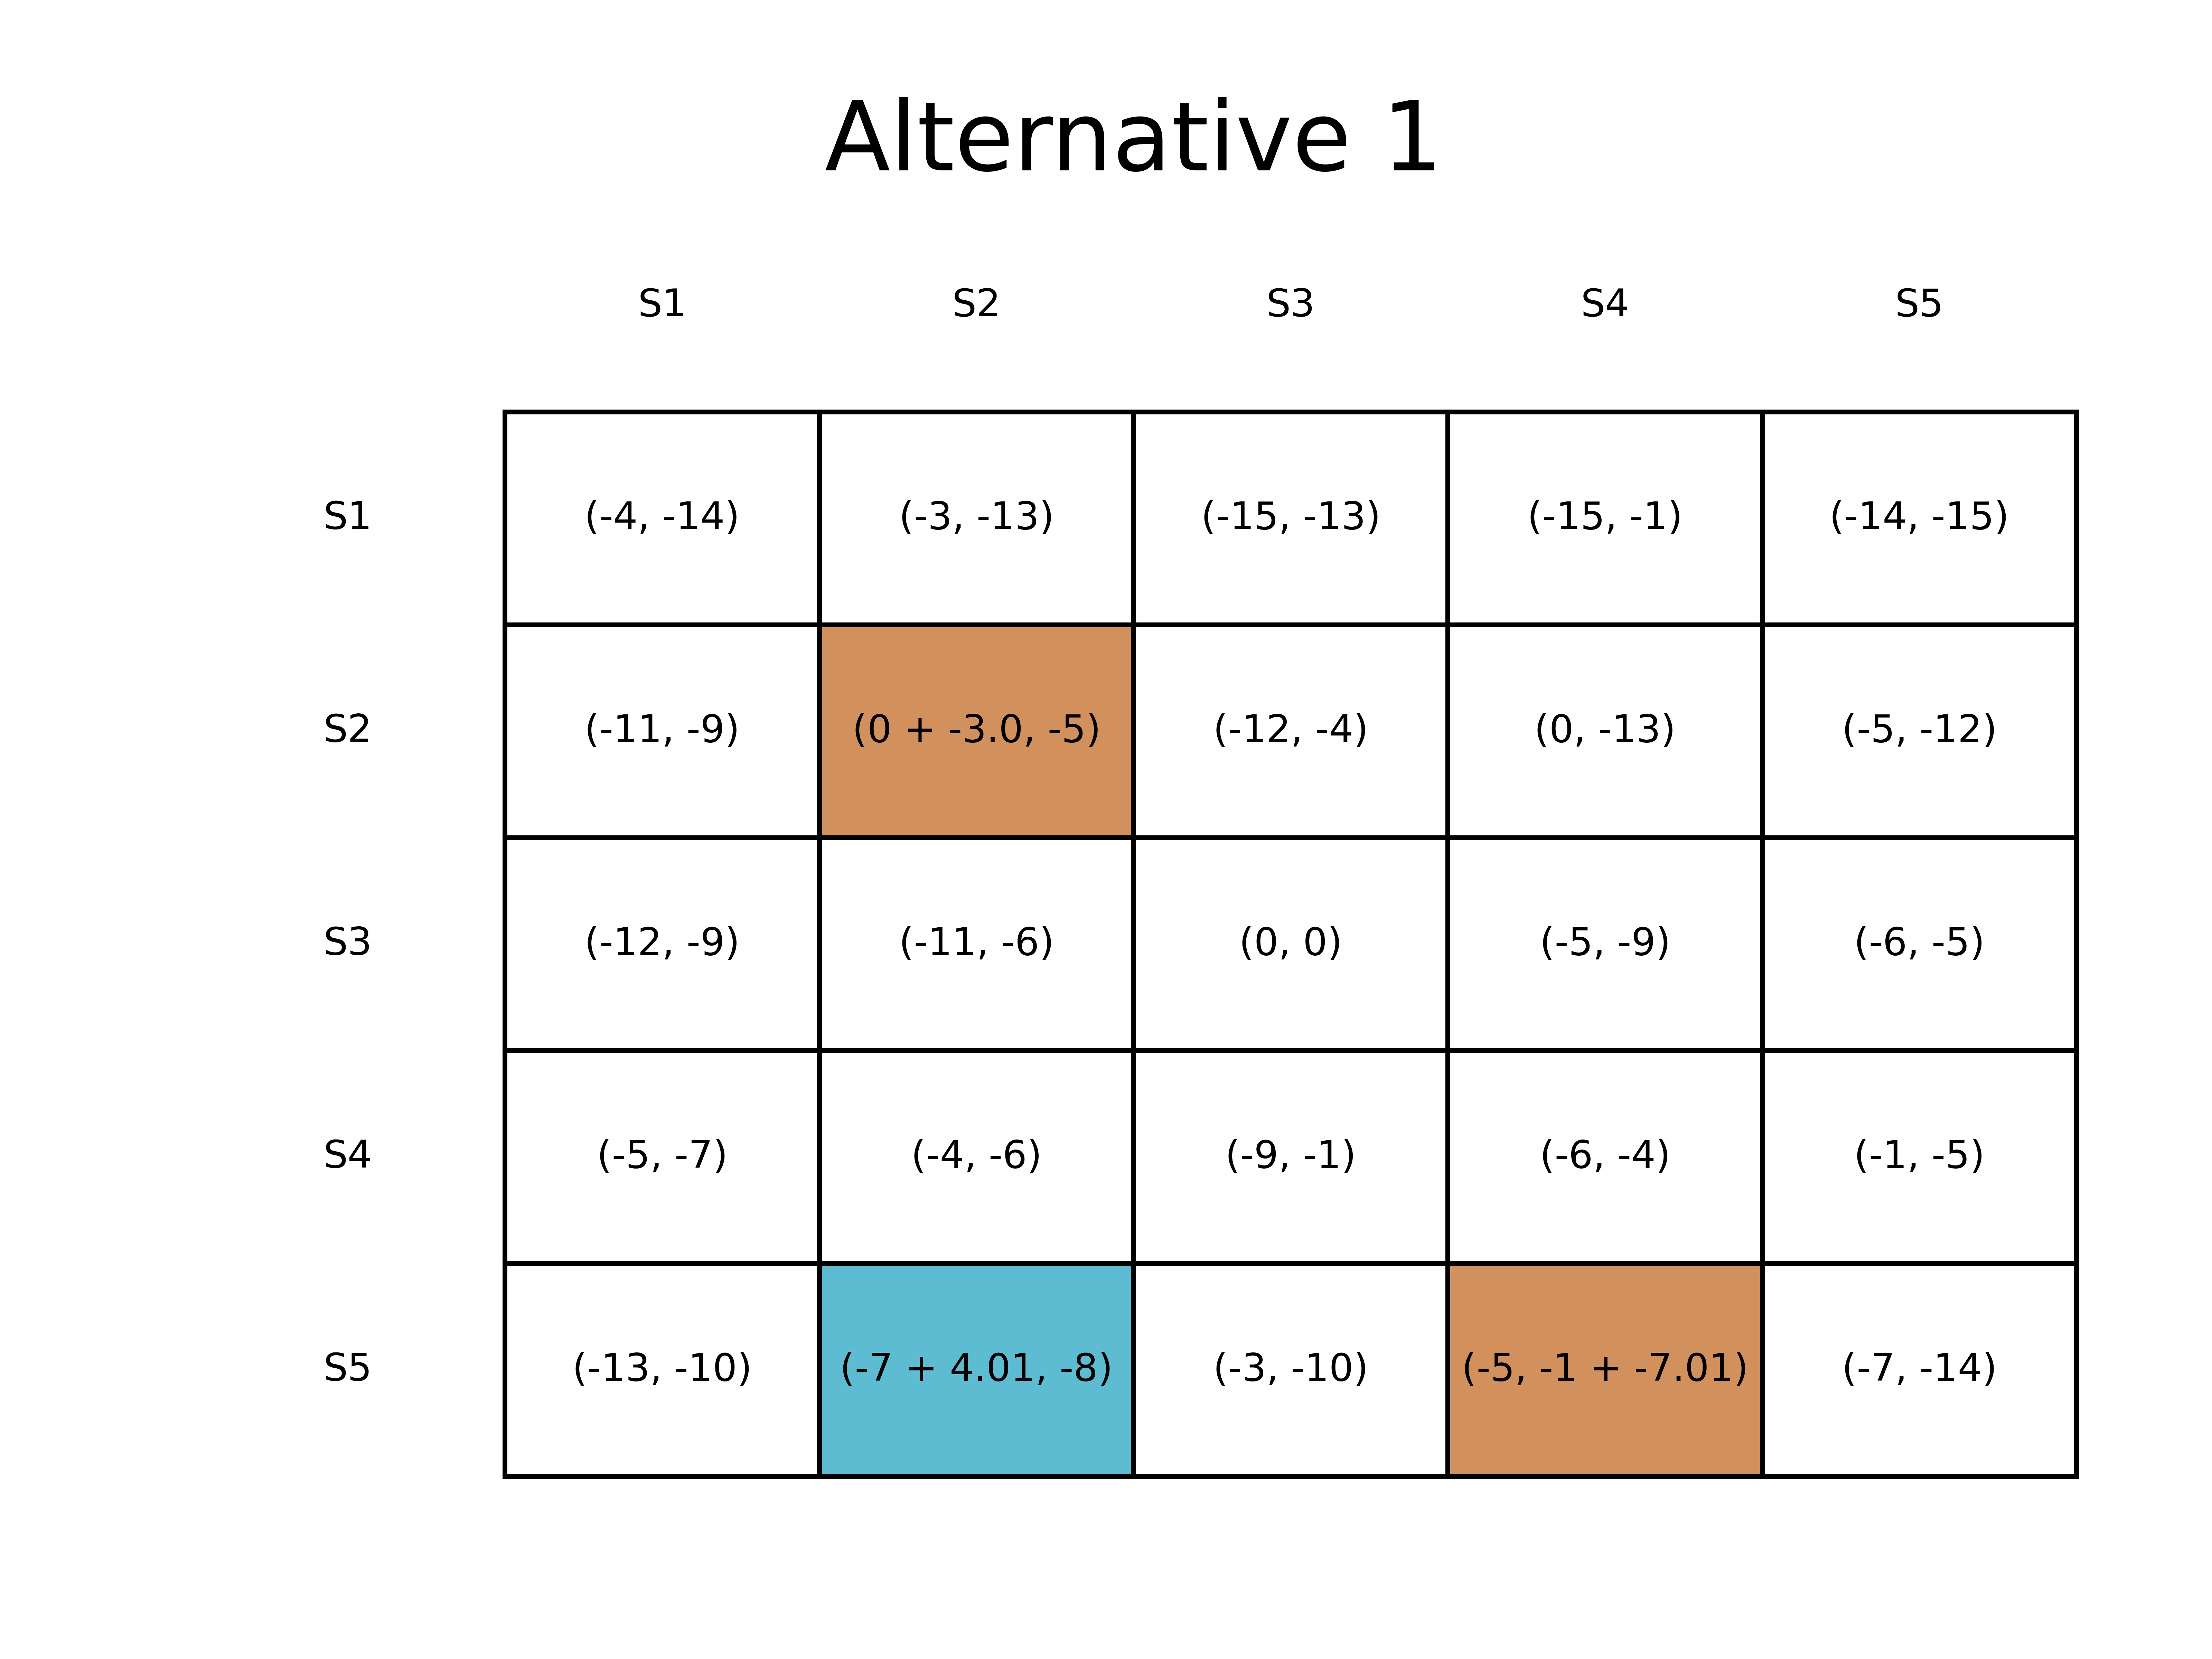 Alternative 1
S1 S2 S3 S4 S5
S1 (-4, -14) (-3, -13) (-15, -13) (-15, -1) (-14, -15)
S2 (-11, -9) (0 + -3.0, -5) (-12, -4) (0, -13) (-5, -12)
S3 (-12, -9) (-11, -6) (0, 0) (-5, -9) (-6, -5)
S4 (-5, -7) (-4, -6) (-9, -1) (-6, -4) (-1, -5)
S5 (-13, -10) (-7 + 4.01, -8) (-3, -10) (-5, -1 + -7.01) (-7, -14)